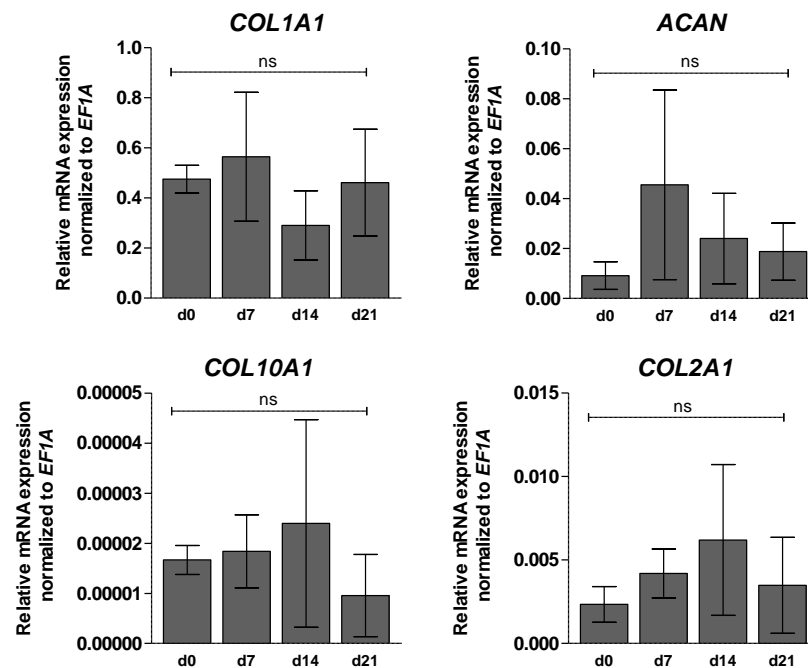 COL1A1
Relative mRNA expression
normalized to EF1A
1.0
0.8
0.6
0.4
0.2
0.0
ns
d0 d7 d14 d21
ACAN
Relative mRNA expression
normalized to EF1A
0.10
0.08
0.06
0.04
0.02
0.00
ns
d0 d7 d14 d21
COL10A1
Relative mRNA expression
normalized to EF1A
0.00005
0.00004
0.00003
0.00002
0.00001
0.00000
ns
d0 d7 d14 d21
COL2A1
Relative mRNA expression
normalized to EF1A
0.015
0.010
0.005
0.000
ns
d0 d7 d14 d21